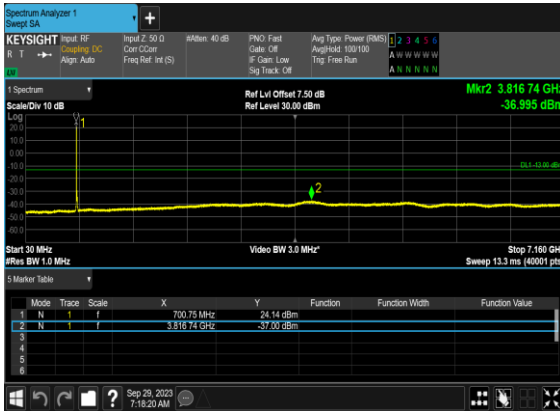 Spectrum Analyzer 1
Swept SA
KEYSIGHT Input: RF Input Z: 50 Ω #Atten: 40 dB PNO: Fast Avg Type: Power (RMS) 1 2 3 4 5 6
R T Coupling: DC Corr CCorr Gate: Off Avg|Hold: 100/100 A W W W W W
Align: Auto Freq Ref: Int (S) IF Gain: Low Trig: Free Run
Sig Track: Off A N N N N N
1 Spectrum
Ref Lvl Offset 7.50 dB Mkr2 3.816 74 GHz
Scale/Div 10 dB Ref Level 30.00 dBm -36.995 dBm
Log
20.0 1
10.0
0.00
-10.0 DL1 -13.00 dBm
-20.0
-30.0 2
-40.0
-50.0
-60.0
Start 30 MHz Video BW 3.0 MHz* Stop 7.160 GHz
#Res BW 1.0 MHz Sweep 13.3 ms (40001 pts)
5 Marker Table
Mode Trace Scale X Y Function Function Width Function Value
1 N 1 f 700.75 MHz 24.14 dBm
2 N 1 f 3.816 74 GHz -37.00 dBm
3
4
5
6
? Sep 29, 2023
7:18:20 AM